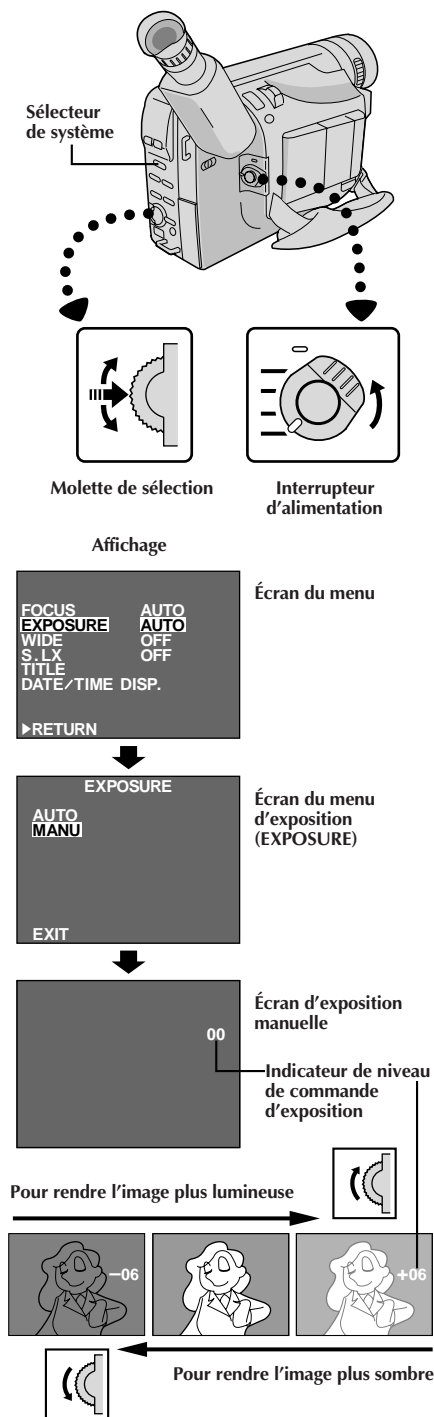 Sélecteur
de système
Molette de sélection
Interrupteur
d'alimentation
Affichage
Écran du menu
FOCUS AUTO
EXPOSURE AUTO
WIDE OFF
S.LX OFF
TITLE
DATE/TIME DISP.
▶RETURN
EXPOSURE
AUTO
MANU
EXIT
Écran du menu
d'exposition
(EXPOSURE)
Écran d'exposition
manuelle
00
Indicateur de niveau
de commande
d'exposition
Pour rendre l'image plus lumineuse
–06
+06
Pour rendre l'image plus sombre